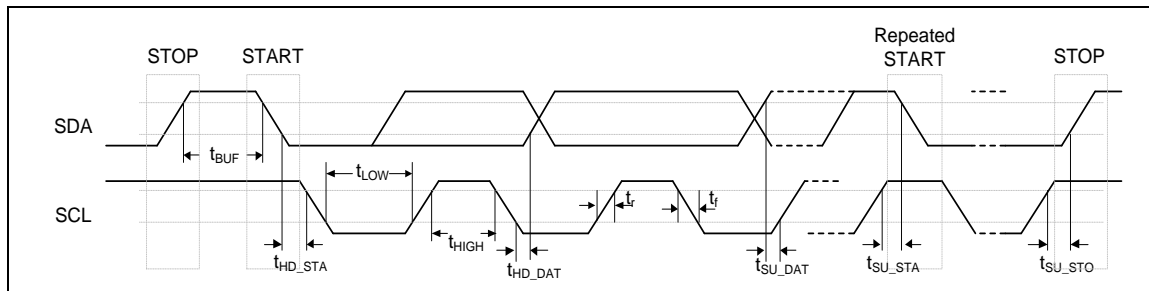 STOP
START
Repeated
START
STOP
SDA
tBUF
tLOW
SCL
tr
tf
tHIGH
tHD_STA
tHD_DAT
tSU_DAT
tSU_STA
tSU_STO